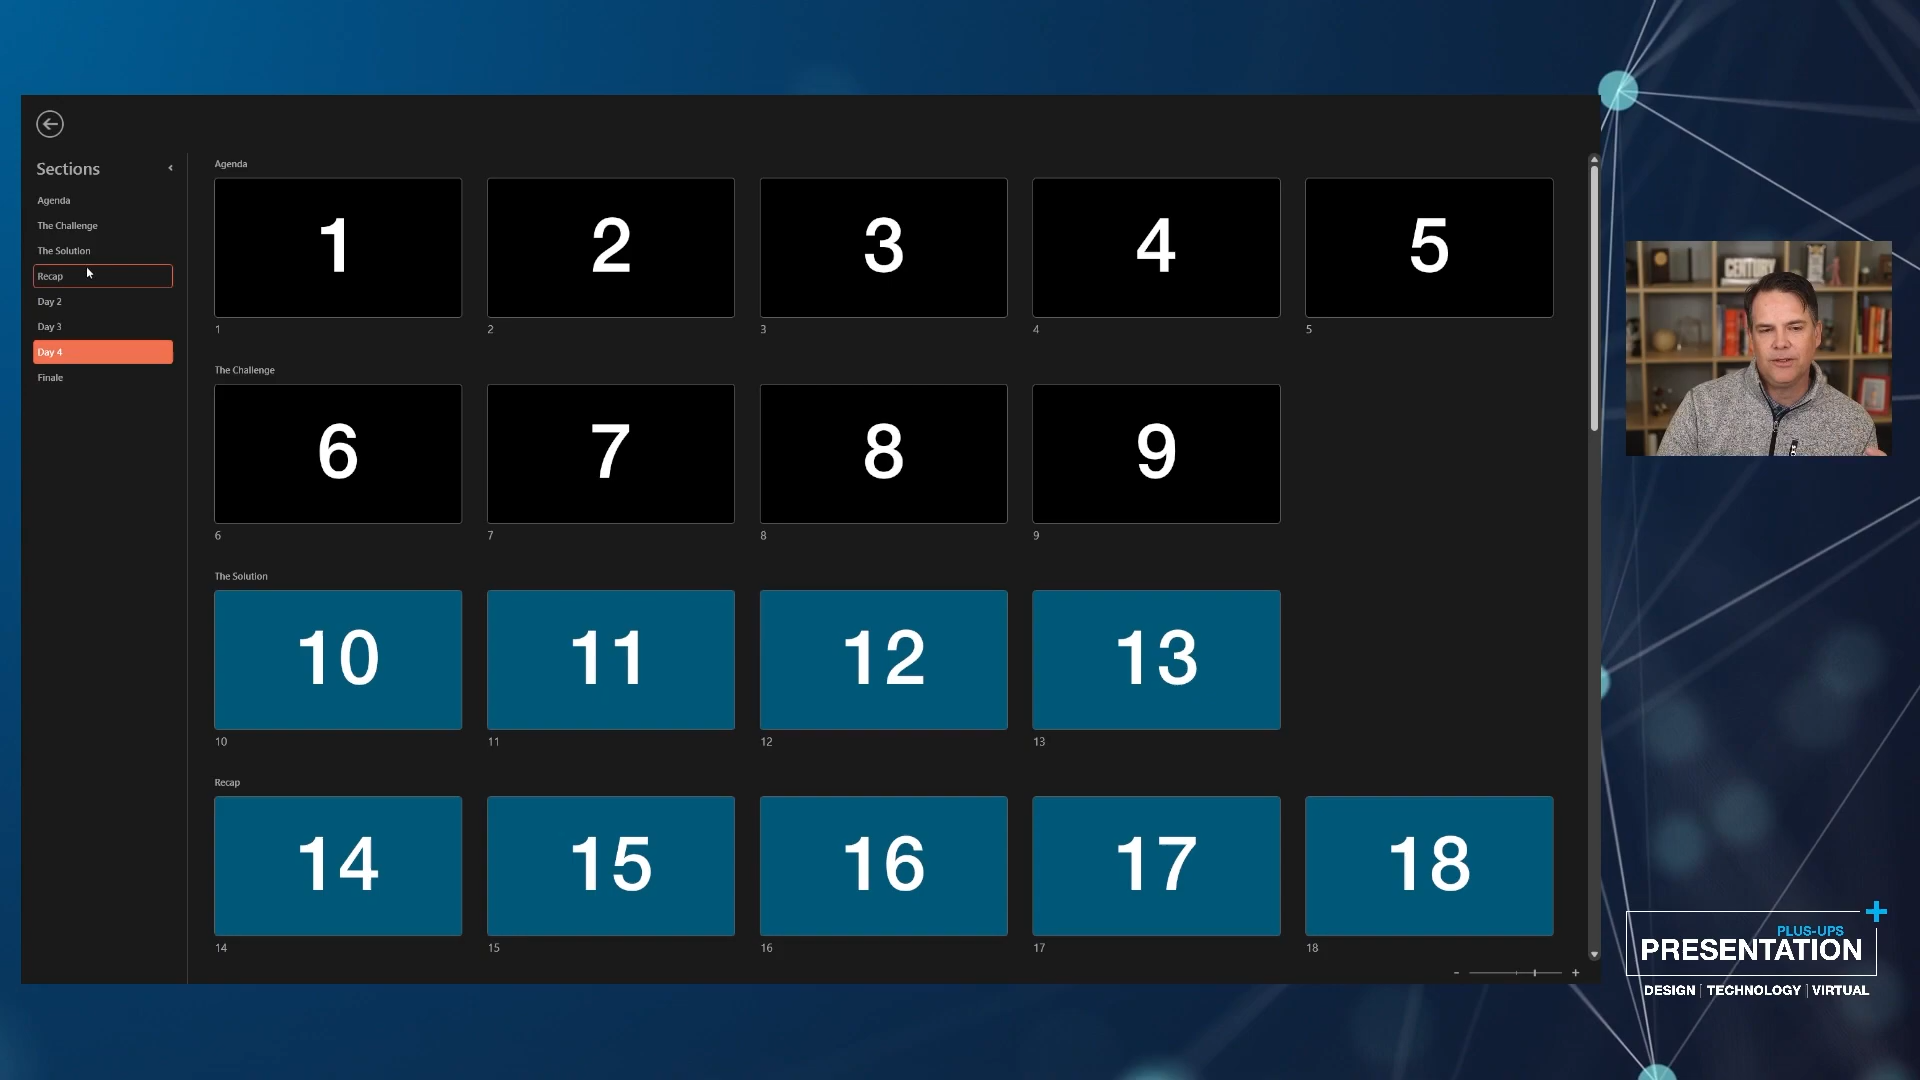 Sections
Agenda
The Challenge
The Solution
Recap
Day 2
Day 3
Day 4
Finale
Agenda
1 2 3 4 5
1 2 3 4 5
The Challenge
6 7 8 9
6 7 8 9
The Solution
10 11 12 13
10 11 12 13
Recap
14 15 16 17 18
14 15 16 17 18
CENTURY
PLUS-UPS
PRESENTATION
DESIGN | TECHNOLOGY | VIRTUAL